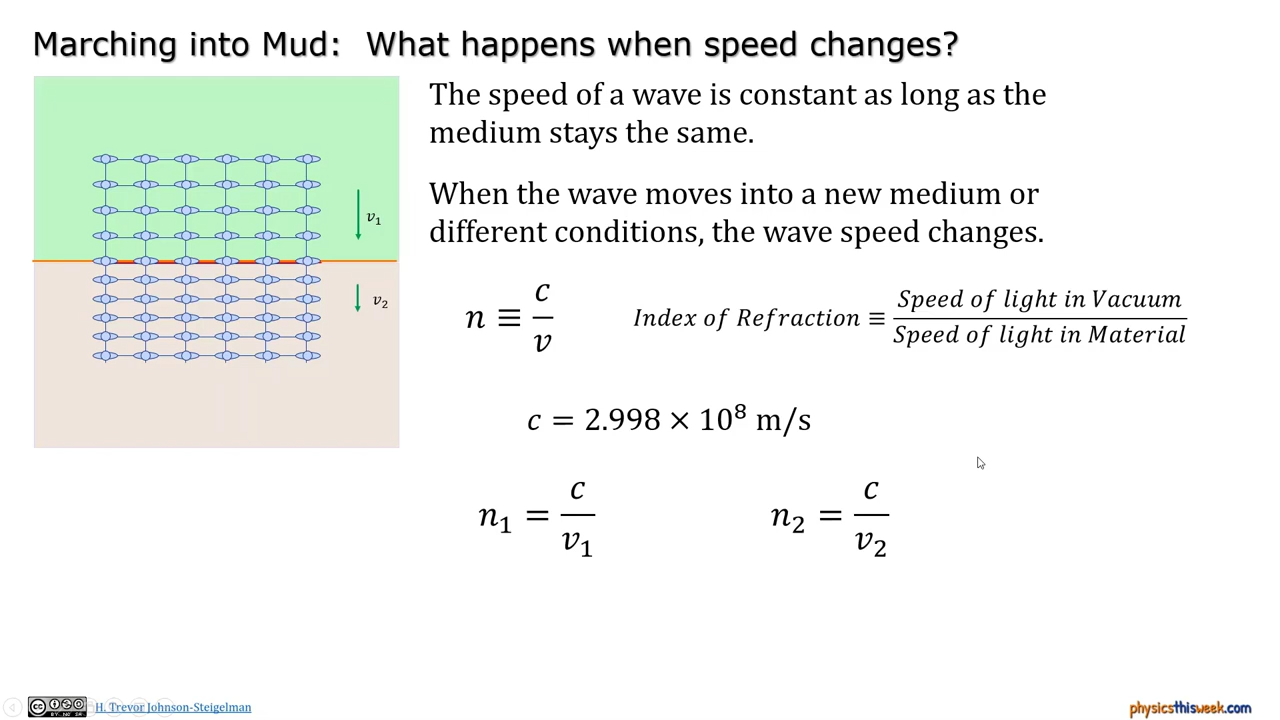 Marching into Mud: What happens when speed changes?
The speed of a wave is constant as long as the
medium stays the same.
When the wave moves into a new medium or
different conditions, the wave speed changes.
v₁
v₂
n ≡ c/v
Index of Refraction ≡ Speed of light in Vacuum / Speed of light in Material
c = 2.998 × 10⁸ m/s
n₁ = c/v₁
n₂ = c/v₂
H. Trevor Johnson-Steigelman
physicsthisweek.com